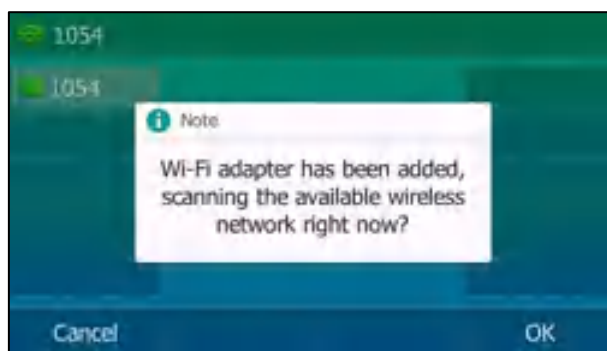 1054
1054
Note
Wi-Fi adapter has been added,
scanning the available wireless
network right now?
Cancel
OK